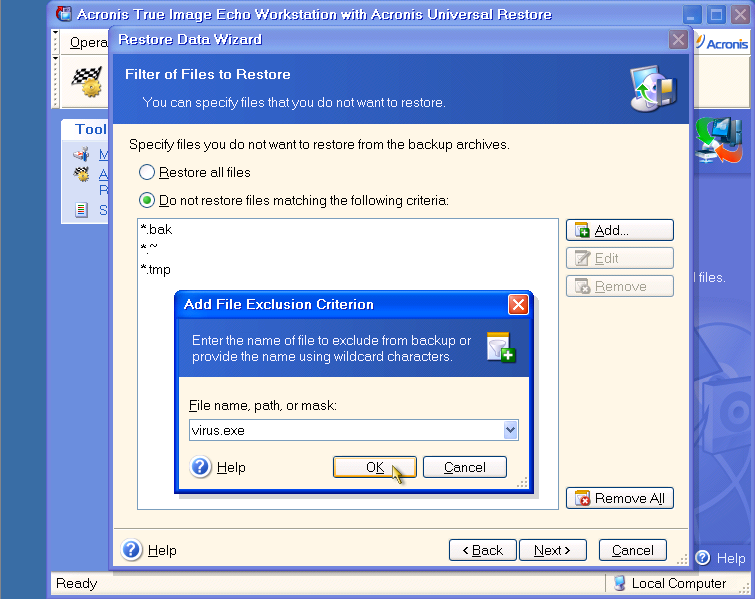 Acronis True Image Echo Workstation with Acronis Universal Restore
Opera
Acronis
Restore Data Wizard
Filter of Files to Restore
You can specify files that you do not want to restore.
Tool
M
A
R
S
Specify files you do not want to restore from the backup archives.
Restore all files
Do not restore files matching the following criteria:
*.bak
*.~
*.tmp
Add...
Edit
Remove
l files.
Add File Exclusion Criterion
Enter the name of file to exclude from backup or
provide the name using wildcard characters.
File name, path, or mask:
virus.exe
Help
OK
Cancel
Remove All
Help
< Back
Next >
Cancel
Help
Ready
Local Computer